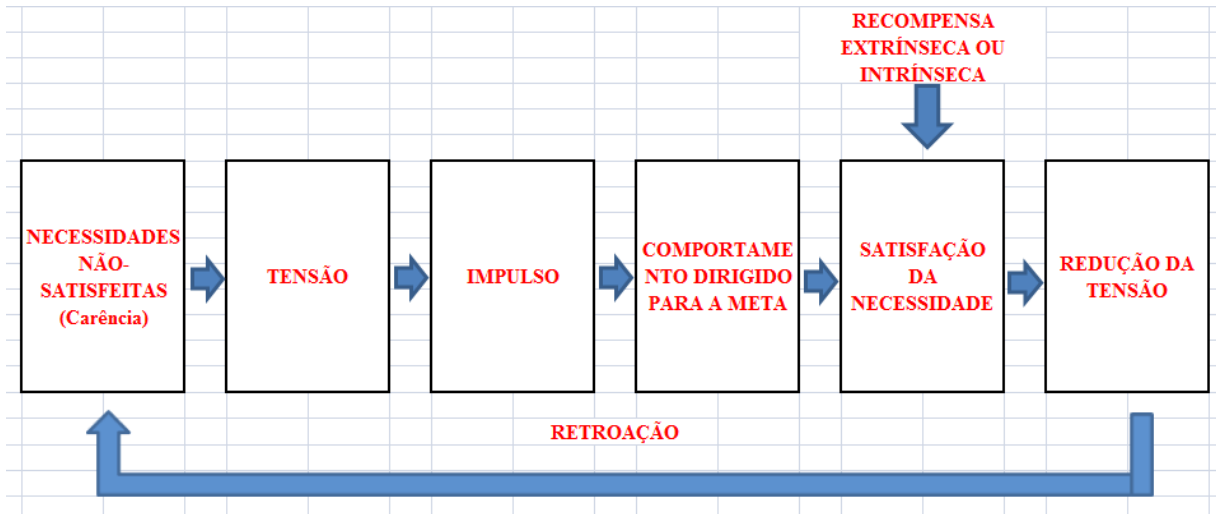 RECOMPENSA
EXTRÍNSECA OU
INTRÍNSECA
NECESSIDADES
NÃO-
SATISFEITAS
(Carência)
TENSÃO
IMPULSO
COMPORTAME
NTO DIRIGIDO
PARA A META
SATISFAÇÃO
DA
NECESSIDADE
REDUÇÃO DA
TENSÃO
RETROAÇÃO